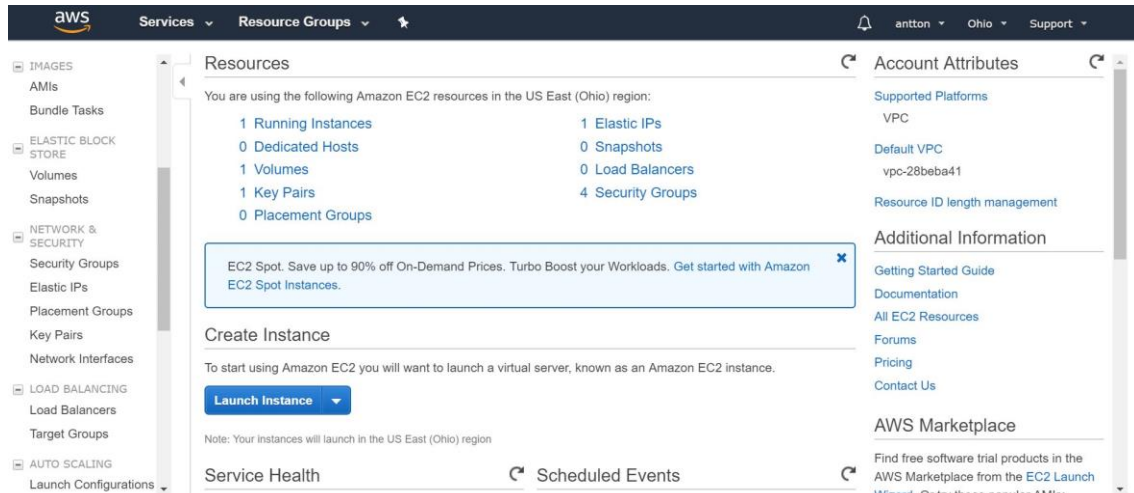 aws
Services
Resource Groups
antton
Ohio
Support
IMAGES
AMIs
Bundle Tasks
ELASTIC BLOCK
STORE
Volumes
Snapshots
NETWORK &
SECURITY
Security Groups
Elastic IPs
Placement Groups
Key Pairs
Network Interfaces
LOAD BALANCING
Load Balancers
Target Groups
AUTO SCALING
Launch Configurations
Resources
You are using the following Amazon EC2 resources in the US East (Ohio) region:
1 Running Instances
0 Dedicated Hosts
1 Volumes
1 Key Pairs
0 Placement Groups
1 Elastic IPs
0 Snapshots
0 Load Balancers
4 Security Groups
EC2 Spot. Save up to 90% off On-Demand Prices. Turbo Boost your Workloads. Get started with Amazon
EC2 Spot Instances.
Create Instance
To start using Amazon EC2 you will want to launch a virtual server, known as an Amazon EC2 instance.
Launch Instance
Note: Your instances will launch in the US East (Ohio) region
Service Health
Scheduled Events
Account Attributes
Supported Platforms
VPC
Default VPC
vpc-28beba41
Resource ID length management
Additional Information
Getting Started Guide
Documentation
All EC2 Resources
Forums
Pricing
Contact Us
AWS Marketplace
Find free software trial products in the
AWS Marketplace from the EC2 Launch